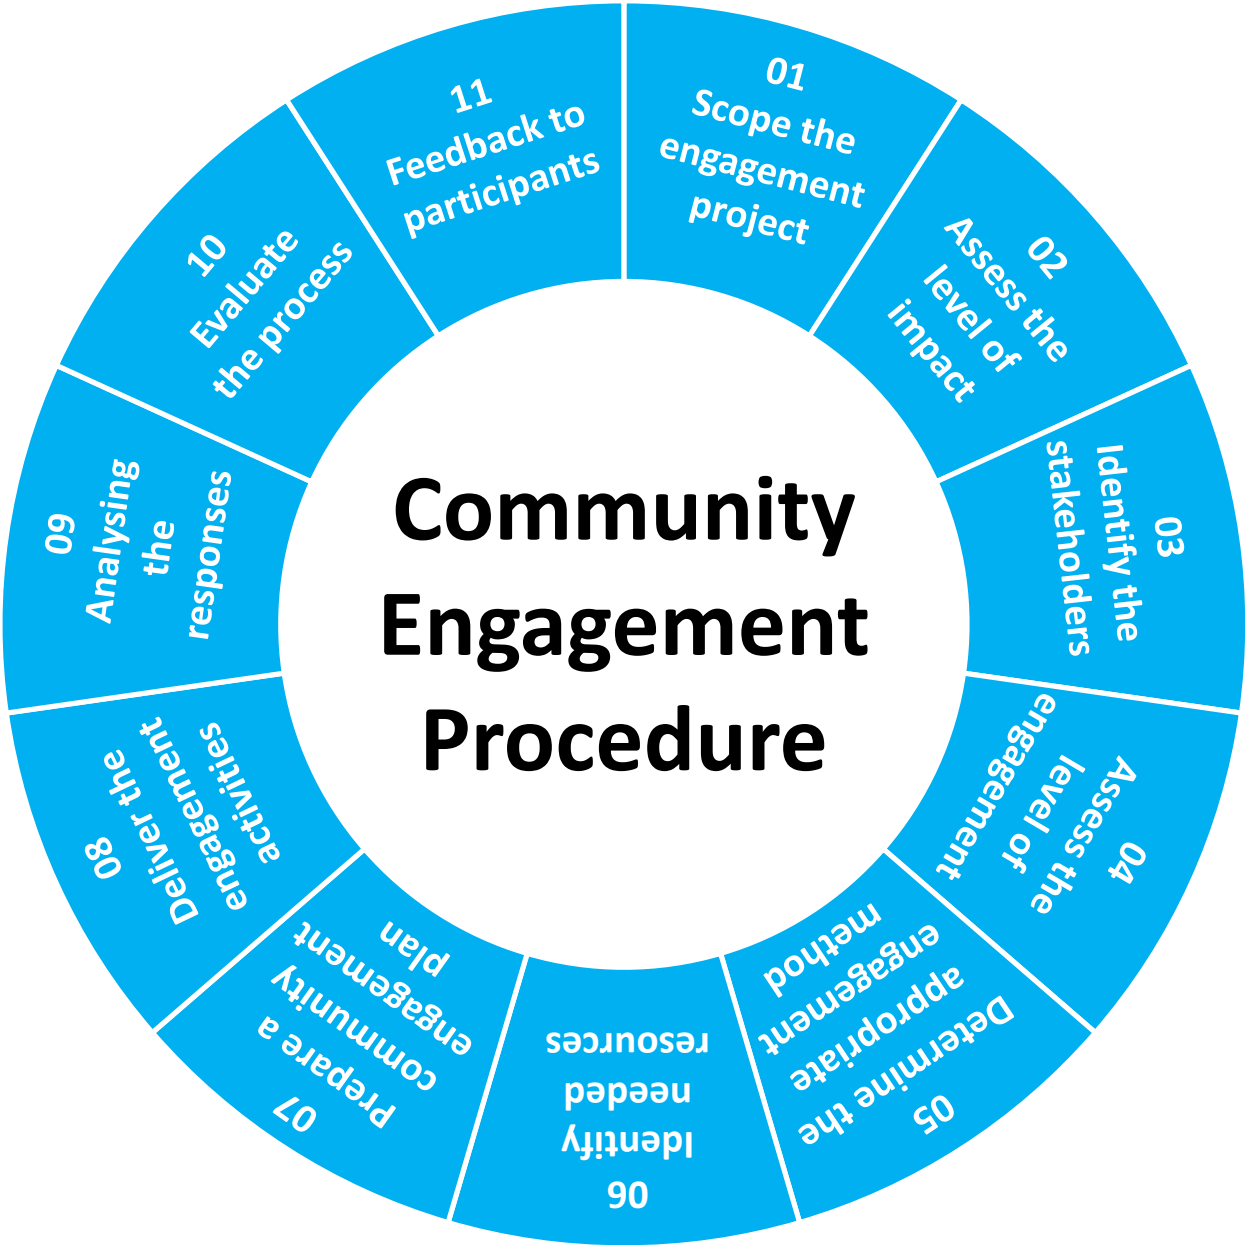 Community
Engagement
Procedure
01
Scope the
engagement
project
02
Assess the
level of
impact
03
Identify the
stakeholders
04
Assess the
level of
engagement
05
Determine the
appropriate
engagement
method
06
Identify
needed
resources
07
Prepare a
community
engagement
plan
08
Deliver the
engagement
activities
09
Analysing
the
responses
10
Evaluate
the process
11
Feedback to
participants